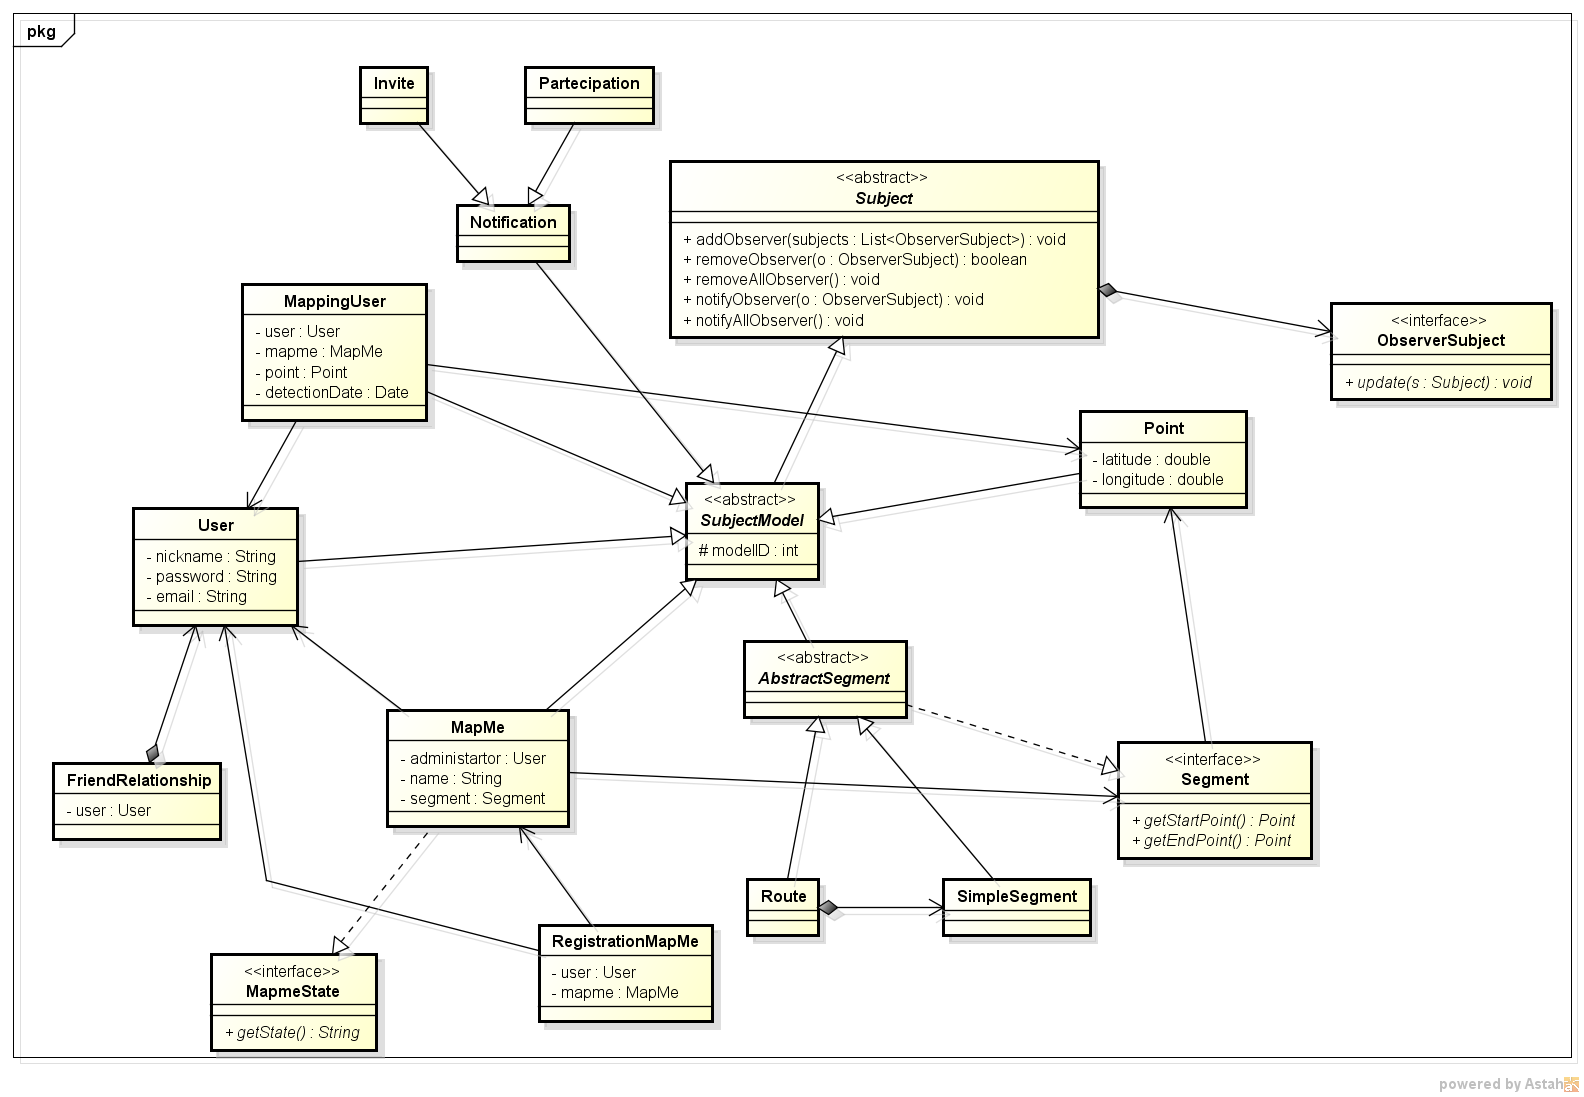 pkg
Invite
Partecipation
Notification
<<abstract>>
Subject
+ addObserver(subjects : List<ObserverSubject>) : void
+ removeObserver(o : ObserverSubject) : boolean
+ removeAllObserver() : void
+ notifyObserver(o : ObserverSubject) : void
+ notifyAllObserver() : void
MappingUser
- user : User
- mapme : MapMe
- point : Point
- detectionDate : Date
<<interface>>
ObserverSubject
+ update(s : Subject) : void
Point
- latitude : double
- longitude : double
<<abstract>>
SubjectModel
# modelID : int
User
- nickname : String
- password : String
- email : String
<<abstract>>
AbstractSegment
MapMe
- administartor : User
- name : String
- segment : Segment
<<interface>>
Segment
+ getStartPoint() : Point
+ getEndPoint() : Point
FriendRelationship
- user : User
Route
SimpleSegment
RegistrationMapMe
- user : User
- mapme : MapMe
<<interface>>
MapmeState
+ getState() : String
powered by Astah